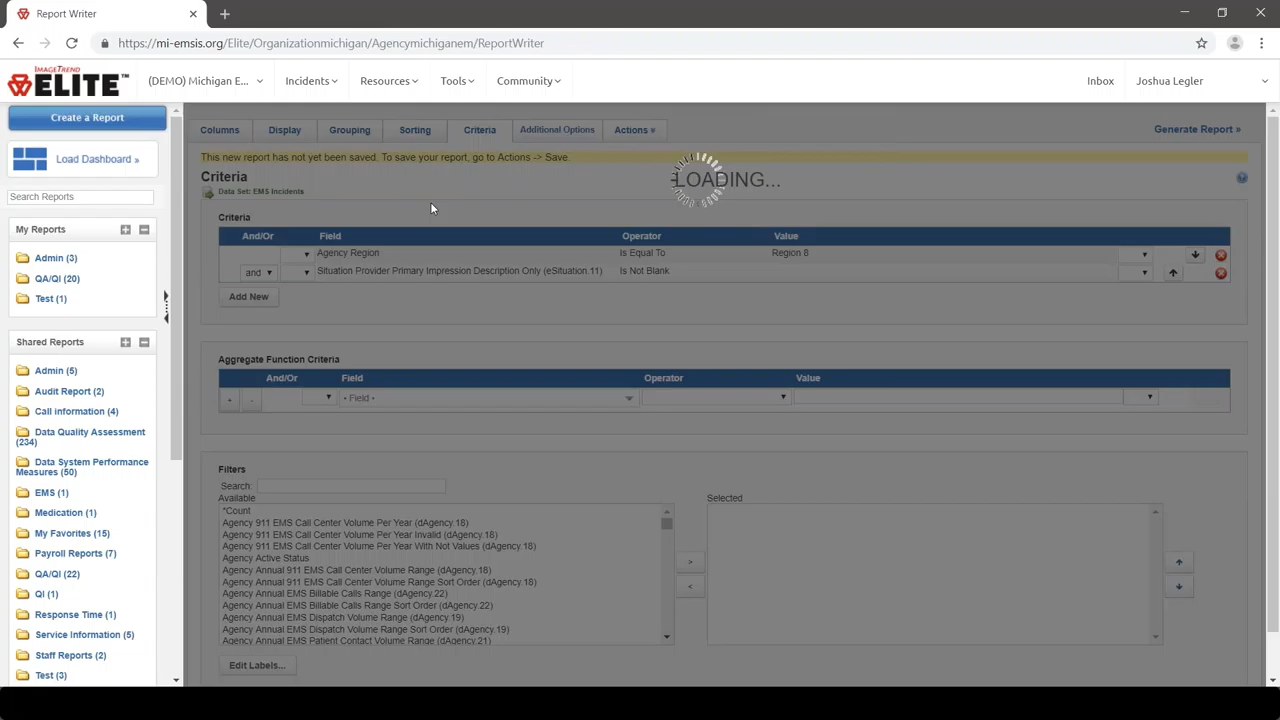 Report Writer
https://mi-emsis.org/Elite/Organizationmichigan/Agencymichiganem/ReportWriter
IMAGETREND
ELITE™
(DEMO) Michigan E...
Incidents
Resources
Tools
Community
Inbox
Joshua Legler
Create a Report
Load Dashboard »
Search Reports
My Reports
Admin (3)
QA/QI (20)
Test (1)
Shared Reports
Admin (5)
Audit Report (2)
Call information (4)
Data Quality Assessment
(234)
Data System Performance
Measures (50)
EMS (1)
Medication (1)
My Favorites (15)
Payroll Reports (7)
QA/QI (22)
QI (1)
Response Time (1)
Service Information (5)
Staff Reports (2)
Test (3)
Columns
Display
Grouping
Sorting
Criteria
Additional Options
Actions »
Generate Report »
This new report has not yet been saved. To save your report, go to Actions -> Save.
Criteria
Data Set: EMS Incidents
LOADING...
Criteria
And/Or Field Operator Value
Agency Region Is Equal To Region 8
and Situation Provider Primary Impression Description Only (eSituation.11) Is Not Blank
Add New
Aggregate Function Criteria
And/Or Field Operator Value
+ - • Field •
Filters
Search:
Available
*Count
Agency 911 EMS Call Center Volume Per Year (dAgency.18)
Agency 911 EMS Call Center Volume Per Year Invalid (dAgency.18)
Agency 911 EMS Call Center Volume Per Year With Not Values (dAgency.18)
Agency Active Status
Agency Annual 911 EMS Call Center Volume Range (dAgency.18)
Agency Annual 911 EMS Call Center Volume Range Sort Order (dAgency.18)
Agency Annual EMS Billable Calls Range (dAgency.22)
Agency Annual EMS Billable Calls Range Sort Order (dAgency.22)
Agency Annual EMS Dispatch Volume Range (dAgency.19)
Agency Annual EMS Dispatch Volume Range Sort Order (dAgency.19)
Agency Annual EMS Patient Contact Volume Range (dAgency.21)
>
<
Selected
Edit Labels...